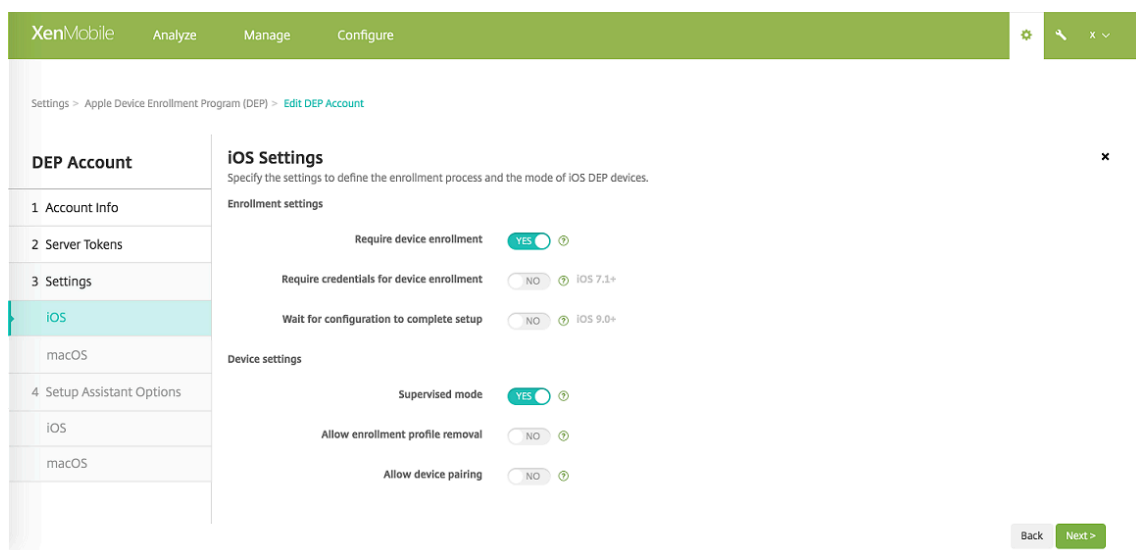 XenMobile Analyze Manage Configure x
Settings > Apple Device Enrollment Program (DEP) > Edit DEP Account
DEP Account
1 Account Info
2 Server Tokens
3 Settings
iOS
macOS
4 Setup Assistant Options
iOS
macOS
iOS Settings
Specify the settings to define the enrollment process and the mode of iOS DEP devices.
Enrollment settings
Require device enrollment YES ?
Require credentials for device enrollment NO ? iOS 7.1+
Wait for configuration to complete setup NO ? iOS 9.0+
Device settings
Supervised mode YES ?
Allow enrollment profile removal NO ?
Allow device pairing NO ?
Back Next >